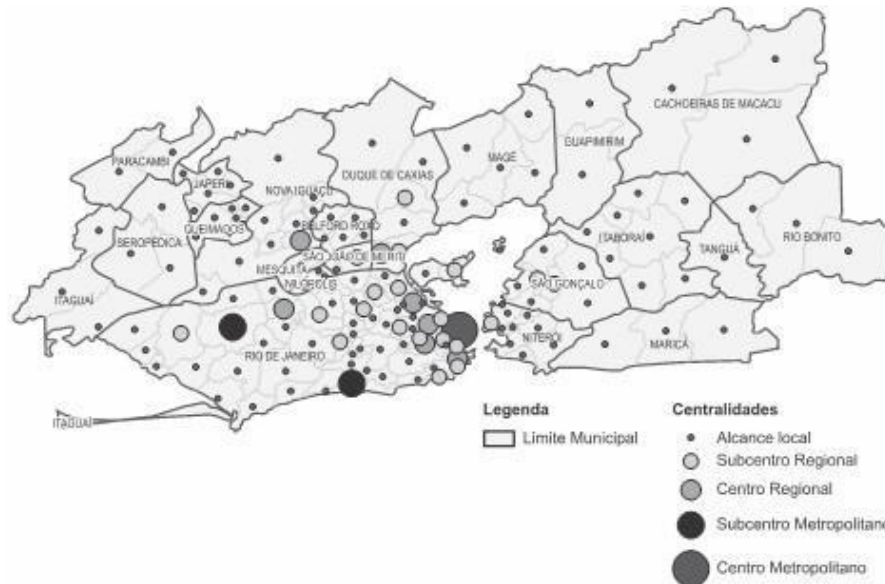 CACHOEIRAS DE MACACU
GUAPIMIRIM
MAGÉ
PARACAMBI
DUQUE DE CAXIAS
JAPERI
NOVA IGUAÇU
BELFORD ROXO
QUEIMADOS
SEROPÉDICA
ITABORAÍ
TANGUÁ
RIO BONITO
SÃO JOÃO DE MERITI
MESQUITA
NILÓPOLIS
SÃO GONÇALO
ITAGUAÍ
NITERÓI
MARICÁ
RIO DE JANEIRO
ITAGUAÍ
Legenda
Limite Municipal
Centralidades
Alcance local
Subcentro Regional
Centro Regional
Subcentro Metropolitano
Centro Metropolitano